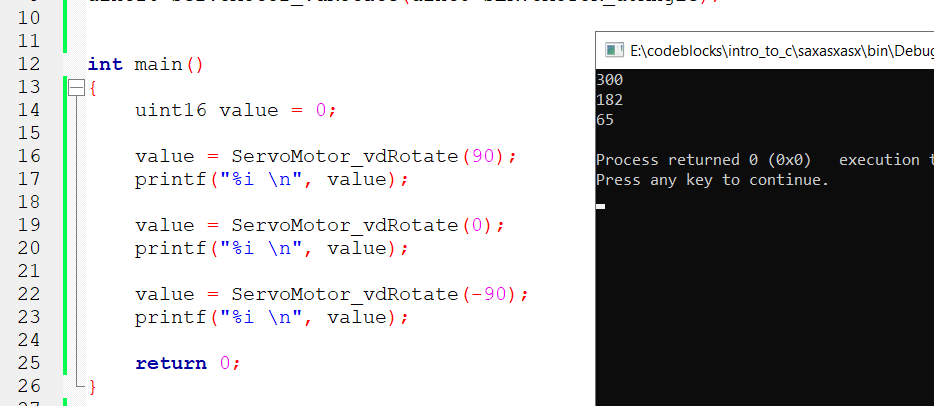 10
11
12 int main()
13 {
14 uint16 value = 0;
15
16 value = ServoMotor_vdRotate(90);
17 printf("%i \n", value);
18
19 value = ServoMotor_vdRotate(0);
20 printf("%i \n", value);
21
22 value = ServoMotor_vdRotate(-90);
23 printf("%i \n", value);
24
25 return 0;
26 }
E:\codeblocks\intro_to_c\saxasxasx\bin\Debug
300
182
65
Process returned 0 (0x0) execution t
Press any key to continue.